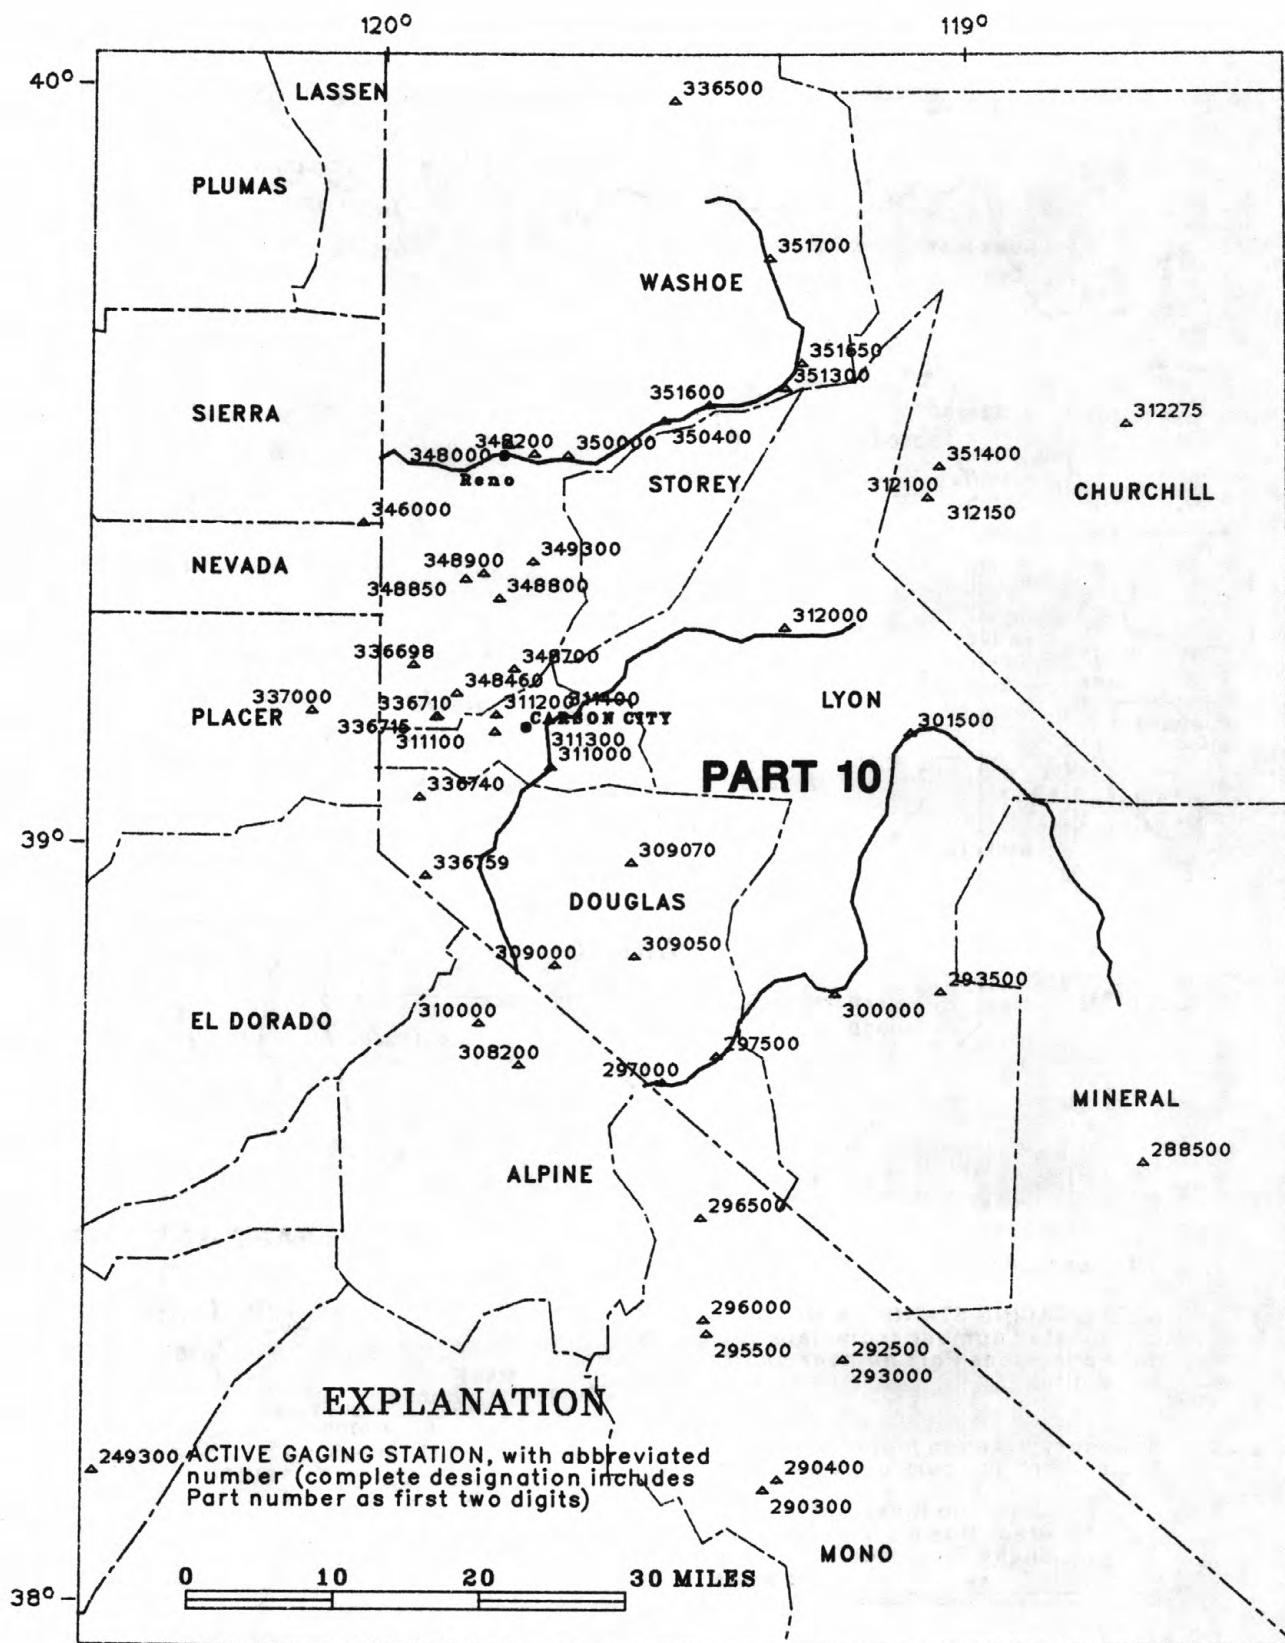 120° 119°
40°
LASSEN
336500
PLUMAS
351700
WASHOE
351650
351300
351600
SIERRA
312275
350400
350000
348000
Reno
351400
STOREY
312100
CHURCHILL
312150
346000
349300
NEVADA
348900
348850
348800
312000
336698
348700
348460
337000
PLACER
336710
311200
311400
LYON
336715
CARSON CITY
301500
311100
311300
311000
PART 10
336740
39°
309070
336759
DOUGLAS
309000
309050
293500
EL DORADO
310000
300000
308200
297500
297000
MINERAL
ALPINE
288500
296500
296000
295500
292500
293000
EXPLANATION
249300
ACTIVE GAGING STATION, with abbreviated
number (complete designation includes
Part number as first two digits)
290400
290300
MONO
0 10 20 30 MILES
38°